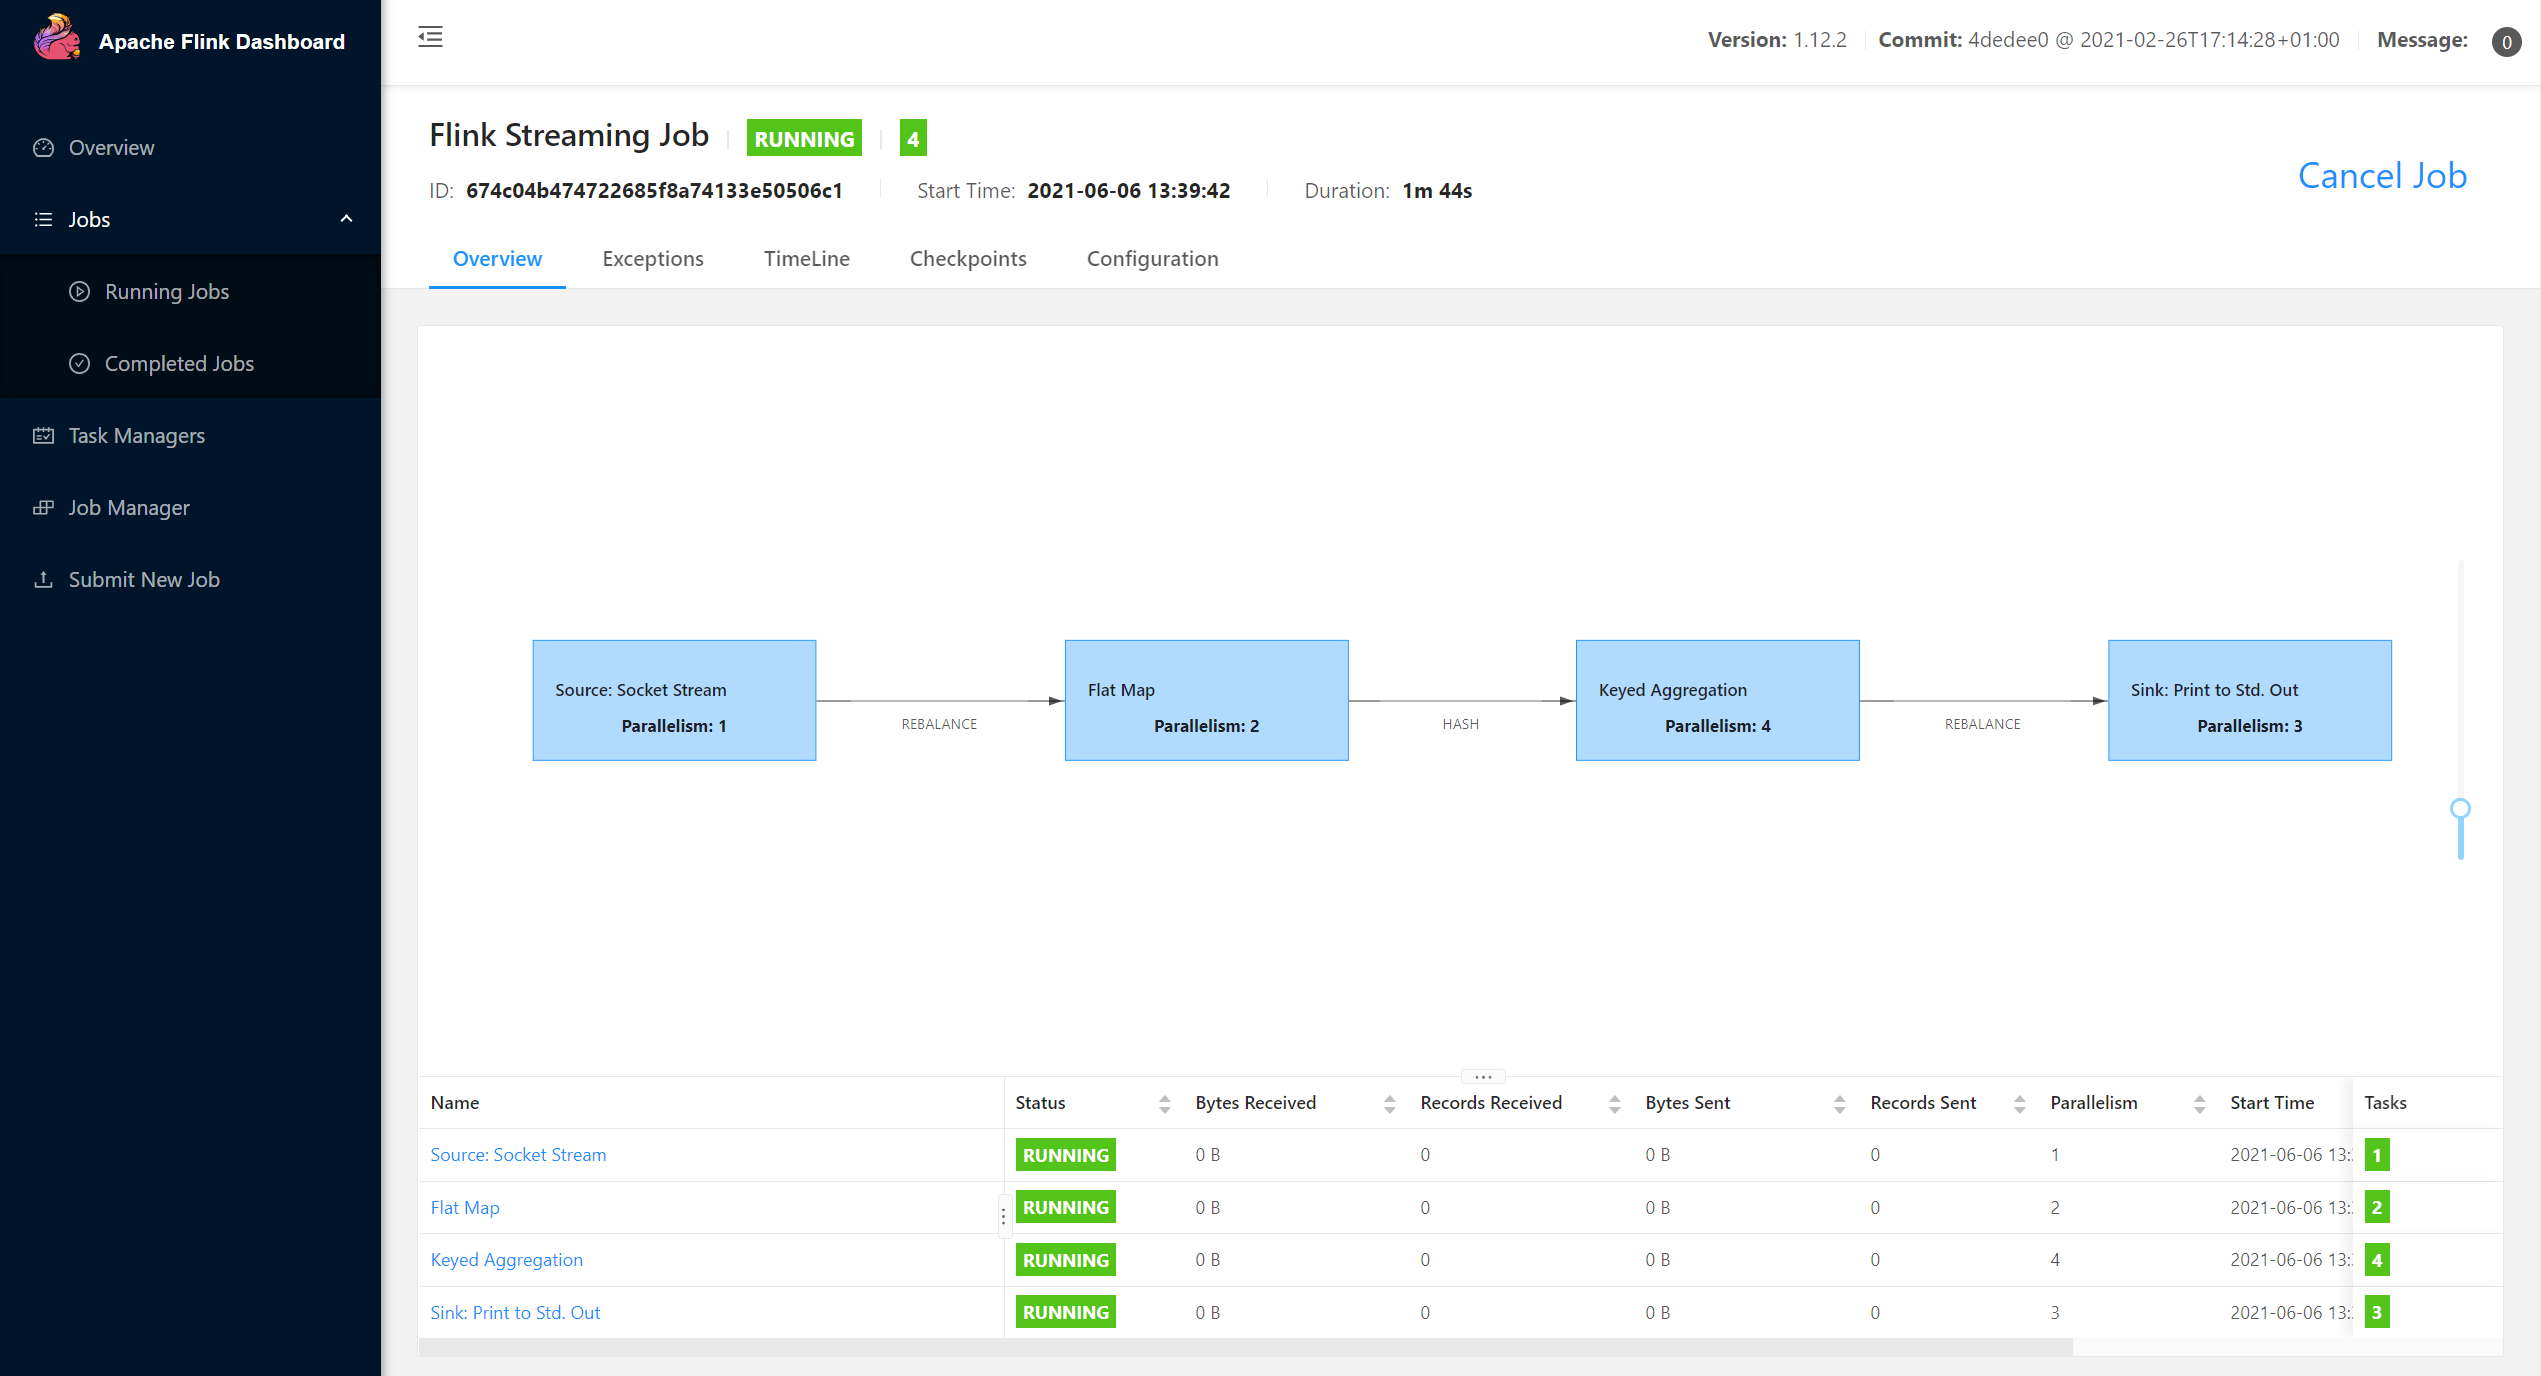 Apache Flink Dashboard
Version: 1.12.2 Commit: 4dedee0 @ 2021-02-26T17:14:28+01:00 Message: 0
Overview
Jobs
Running Jobs
Completed Jobs
Task Managers
Job Manager
Submit New Job
Flink Streaming Job RUNNING 4
ID: 674c04b474722685f8a74133e50506c1 Start Time: 2021-06-06 13:39:42 Duration: 1m 44s
Cancel Job
Overview Exceptions TimeLine Checkpoints Configuration
Source: Socket Stream
Parallelism: 1
REBALANCE
Flat Map
Parallelism: 2
HASH
Keyed Aggregation
Parallelism: 4
REBALANCE
Sink: Print to Std. Out
Parallelism: 3
Name Status Bytes Received Records Received Bytes Sent Records Sent Parallelism Start Time Tasks
Source: Socket Stream RUNNING 0 B 0 0 B 0 1 2021-06-06 13: 1
Flat Map RUNNING 0 B 0 0 B 0 2 2021-06-06 13: 2
Keyed Aggregation RUNNING 0 B 0 0 B 0 4 2021-06-06 13: 4
Sink: Print to Std. Out RUNNING 0 B 0 0 B 0 3 2021-06-06 13: 3